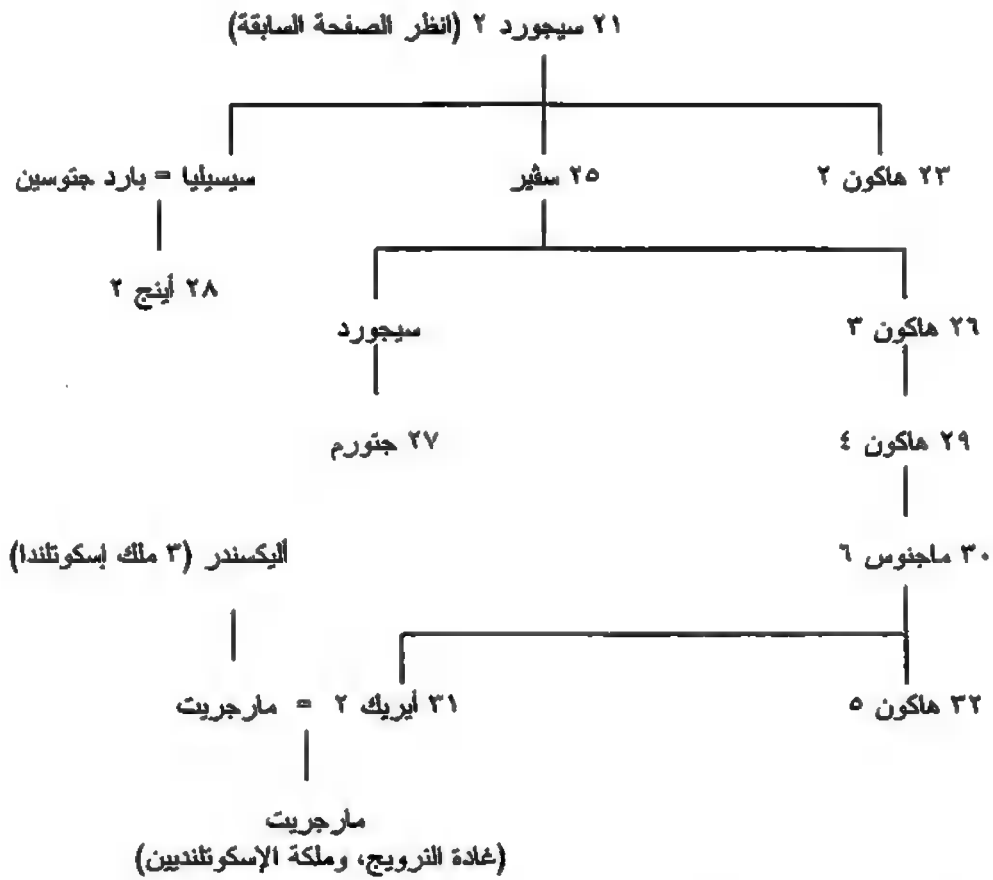 ٢١ سيجورد ٢ (انظر الصفحة السابقة)
٢٣ هاكون ٢
٢٥ سفير
سيسيليا = بارد جتوسين
٢٨ أينج ٢
٢٦ هاكون ٣
سيجورد
٢٩ هاكون ٤
٢٧ جتورم
٣٠ ماجنوس ٦
أليكسندر (٣ ملك إسكوتلندا)
٣٢ هاكون ٥
٣١ أيريك ٢ = مارجريت
مارجريت
(غادة النرويج، وملكة الإسكوتلنديين)